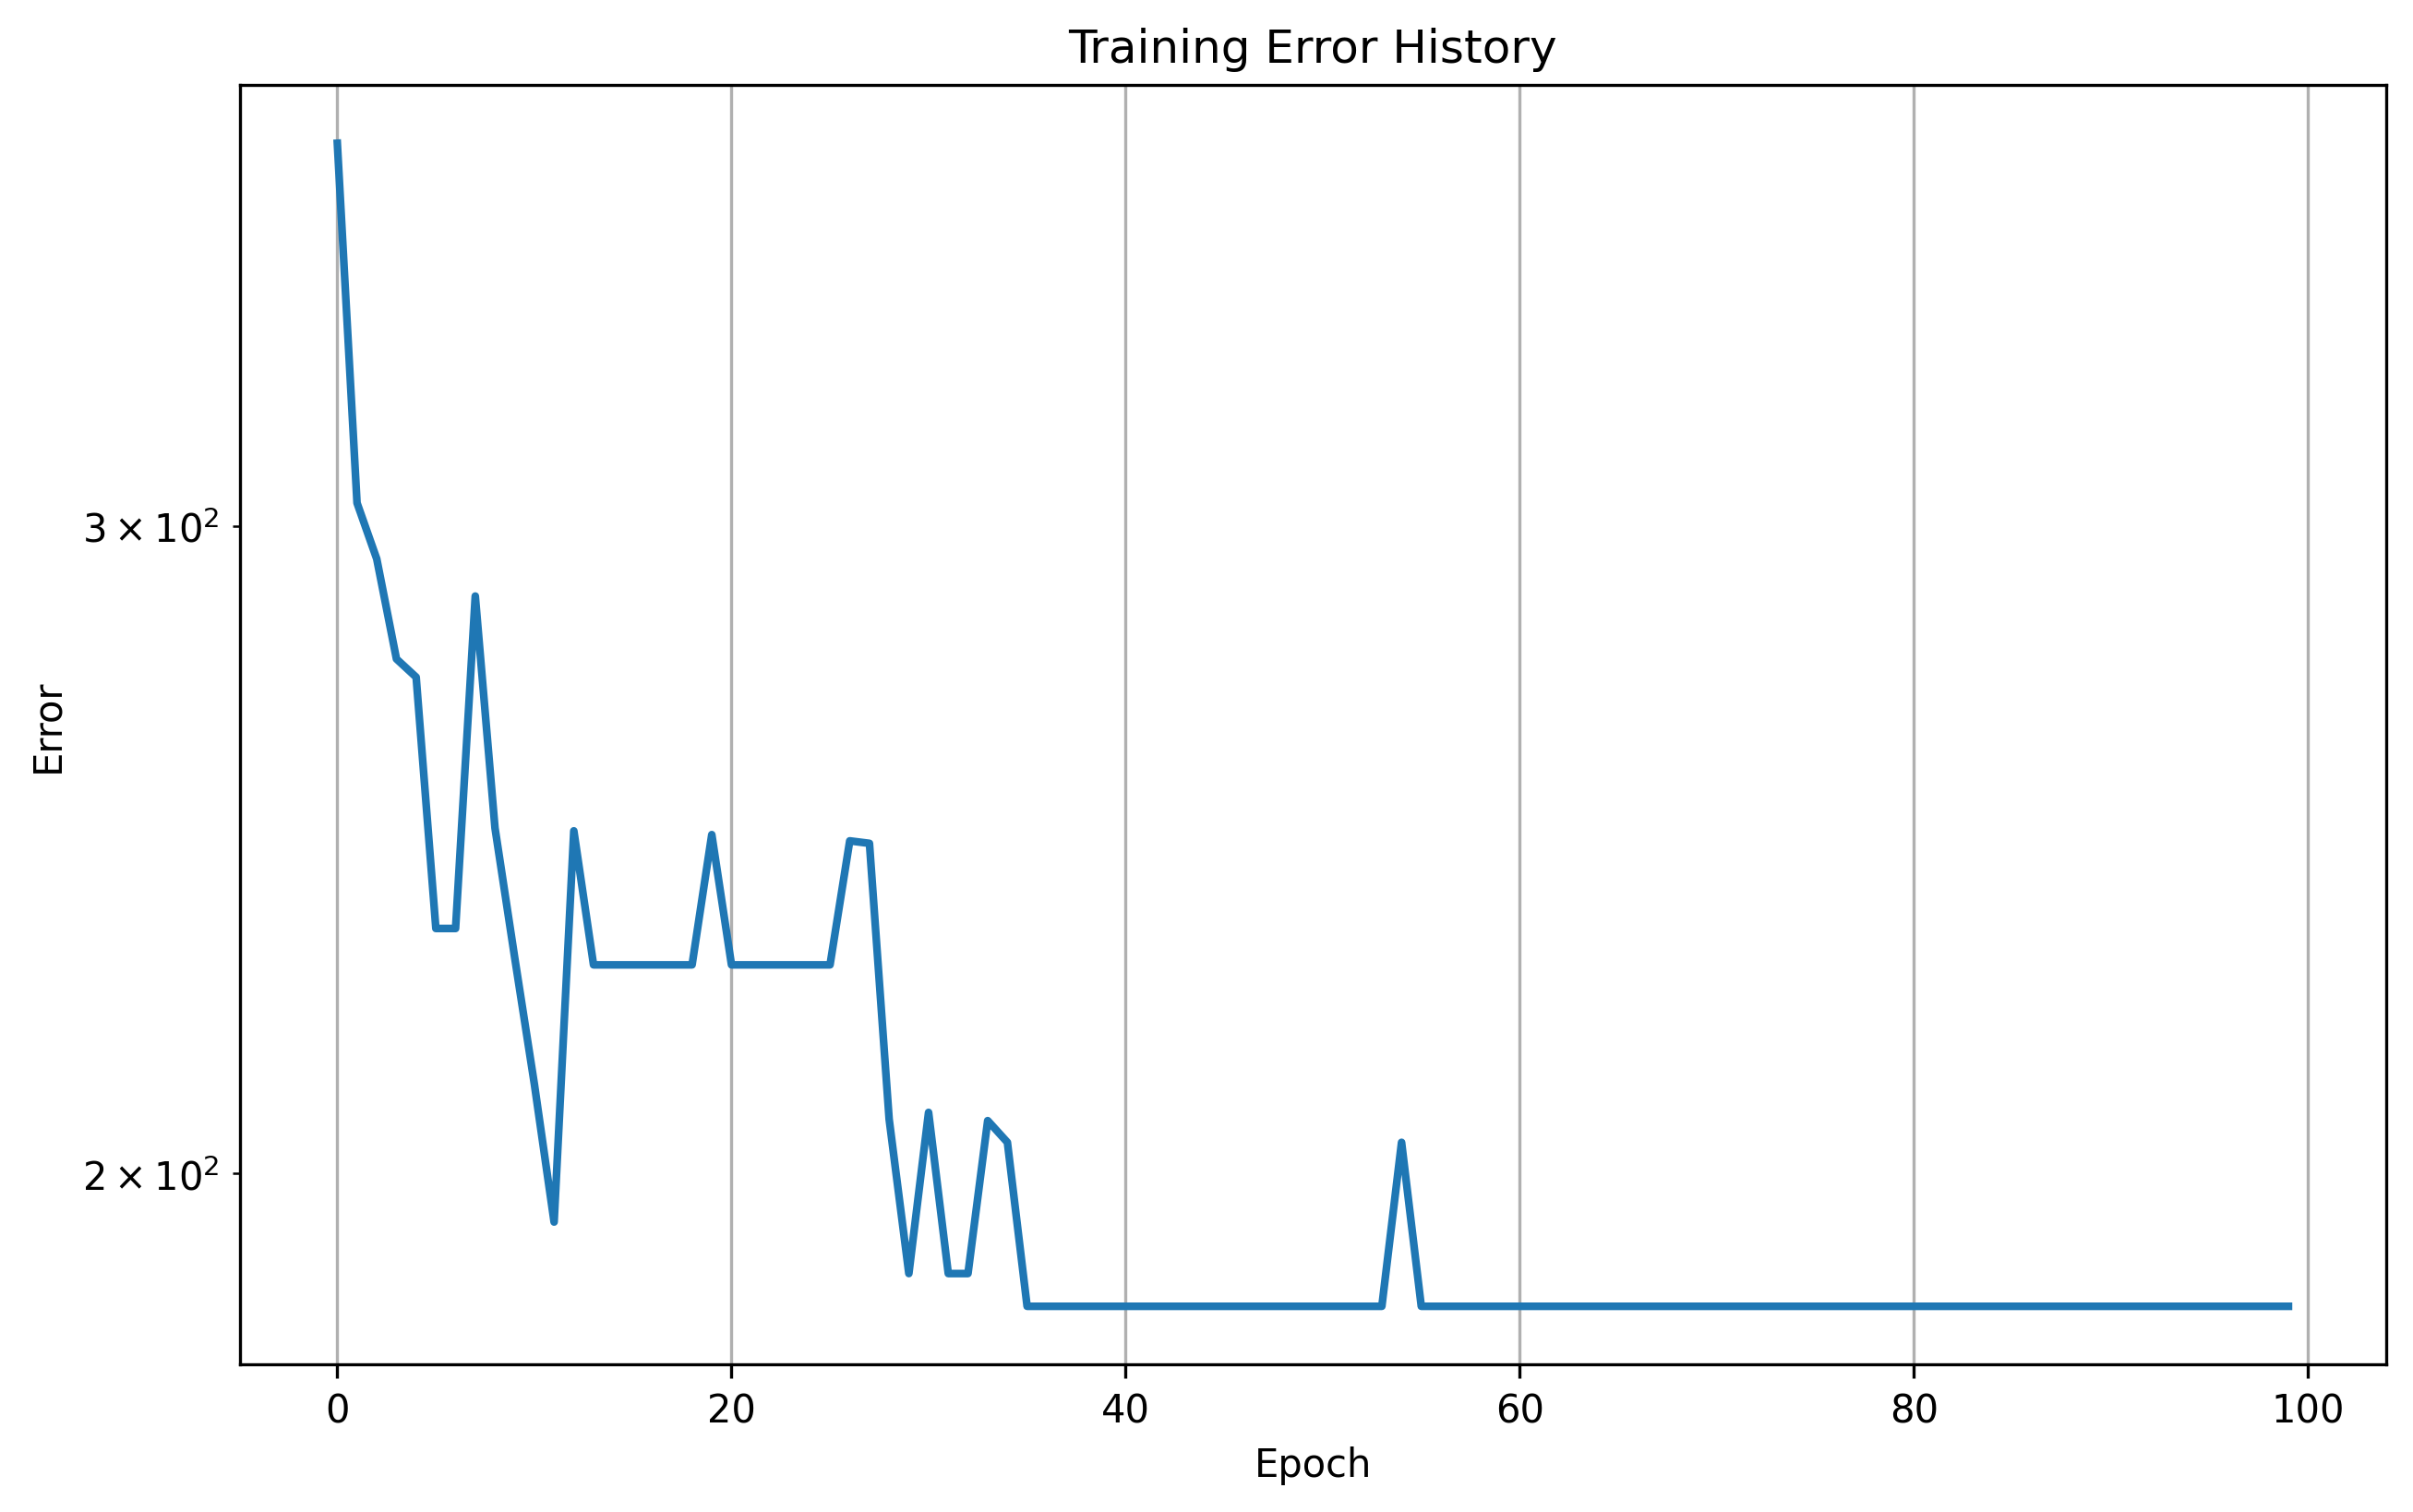 Training Error History
3 × 10²
2 × 10²
Error
0 20 40 60 80 100
Epoch